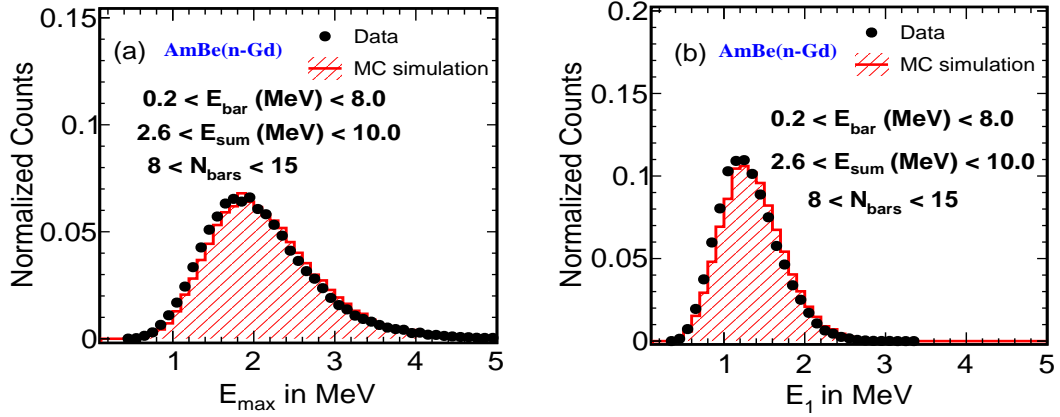 0.15
(a)
AmBe(n-Gd)
Data
MC simulation
0.2 < E_bar (MeV) < 8.0
2.6 < E_sum (MeV) < 10.0
8 < N_bars < 15
0.1
0.05
0
Normalized Counts
1 2 3 4 5
E_max in MeV
0.2
(b)
AmBe(n-Gd)
Data
MC simulation
0.2 < E_bar (MeV) < 8.0
2.6 < E_sum (MeV) < 10.0
8 < N_bars < 15
0.15
0.1
0.05
0
Normalized Counts
0 1 2 3 4 5
E_1 in MeV